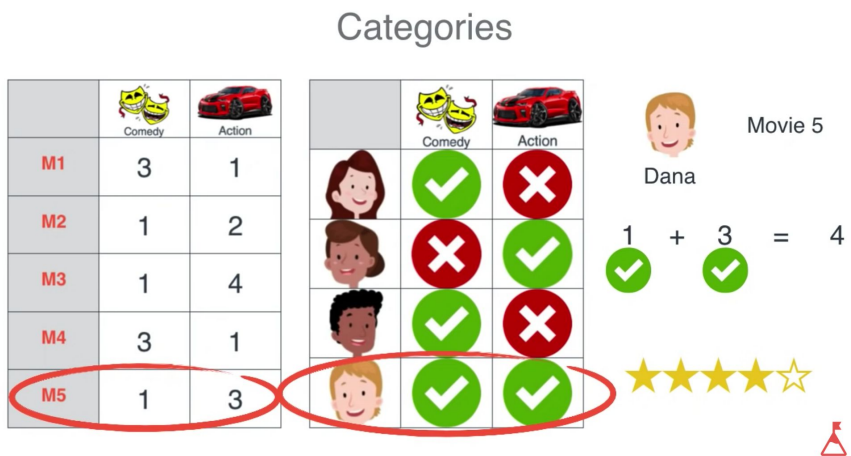 Categories
Comedy Action
M1 3 1
M2 1 2
M3 1 4
M4 3 1
M5 1 3
Comedy Action
Dana
Movie 5
1 + 3 = 4